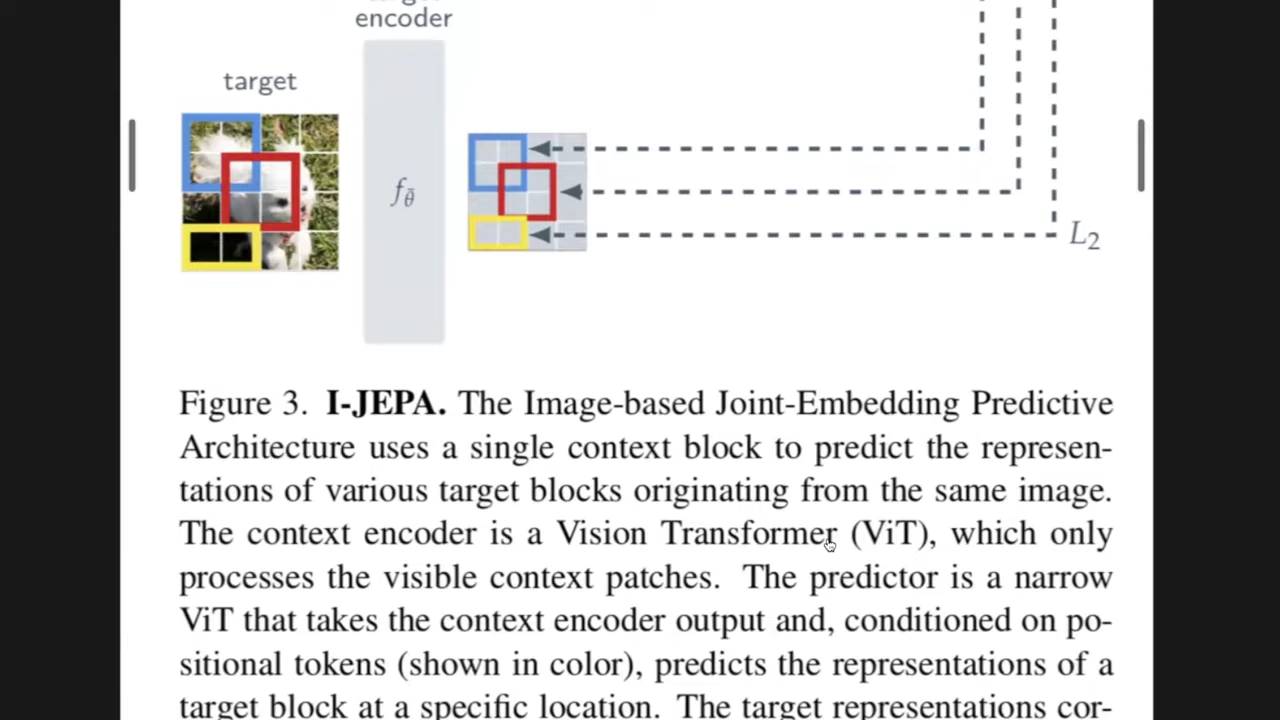 target
encoder
target
f_θ̄
L₂
Figure 3. I-JEPA. The Image-based Joint-Embedding Predictive
Architecture uses a single context block to predict the represen-
tations of various target blocks originating from the same image.
The context encoder is a Vision Transformer (ViT), which only
processes the visible context patches. The predictor is a narrow
ViT that takes the context encoder output and, conditioned on po-
sitional tokens (shown in color), predicts the representations of a
target block at a specific location. The target representations cor-